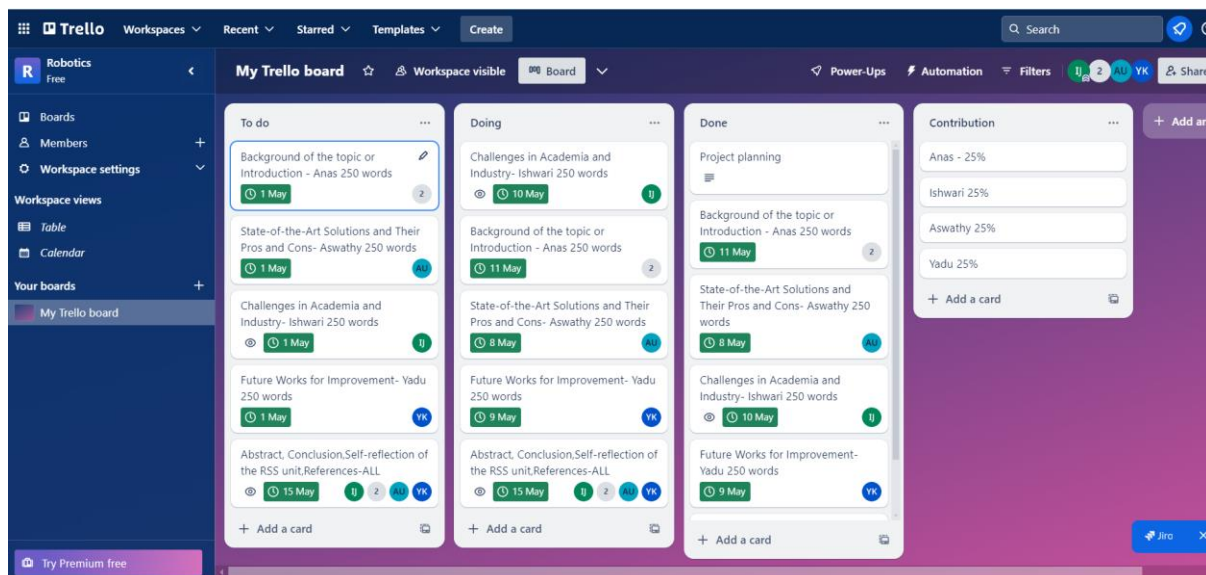 Trello Workspaces Recent Starred Templates Create Search
R Robotics
Free
My Trello board Workspace visible Board Power-Ups Automation Filters IJ 2 AU YK Share
Boards
Members
Workspace settings
Workspace views
Table
Calendar
Your boards
My Trello board
Try Premium free
To do
Background of the topic or
Introduction - Anas 250 words
1 May 2
State-of-the-Art Solutions and Their
Pros and Cons- Aswathy 250 words
1 May AU
Challenges in Academia and
Industry- Ishwari 250 words
1 May IJ
Future Works for Improvement- Yadu
250 words
1 May YK
Abstract, Conclusion,Self-reflection of
the RSS unit,References-ALL
15 May IJ 2 AU YK
+ Add a card
Doing
Challenges in Academia and
Industry- Ishwari 250 words
10 May IJ
Background of the topic or
Introduction - Anas 250 words
11 May 2
State-of-the-Art Solutions and Their
Pros and Cons- Aswathy 250 words
8 May AU
Future Works for Improvement- Yadu
250 words
9 May YK
Abstract, Conclusion,Self-reflection of
the RSS unit,References-ALL
15 May IJ 2 AU YK
+ Add a card
Done
Project planning
Background of the topic or
Introduction - Anas 250 words
11 May 2
State-of-the-Art Solutions and
Their Pros and Cons- Aswathy 250
words
8 May AU
Challenges in Academia and
Industry- Ishwari 250 words
10 May IJ
Future Works for Improvement-
Yadu 250 words
9 May YK
+ Add a card
Contribution
Anas - 25%
Ishwari 25%
Aswathy 25%
Yadu 25%
+ Add a card
+ Add an
Jira